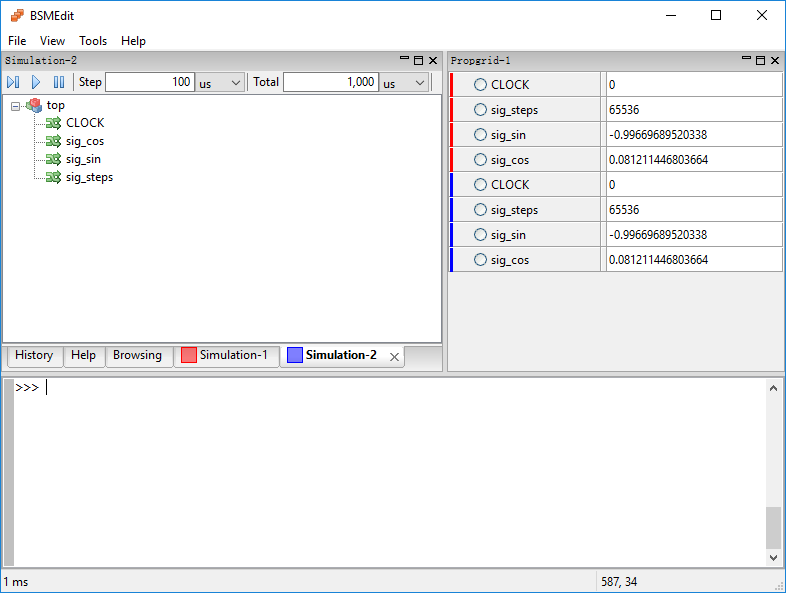 BSMEdit
File View Tools Help
Simulation-2
Step 100 us Total 1,000 us
top
CLOCK
sig_cos
sig_sin
sig_steps
History Help Browsing Simulation-1 Simulation-2
Propgrid-1
CLOCK 0
sig_steps 65536
sig_sin -0.99669689520338
sig_cos 0.081211446803664
CLOCK 0
sig_steps 65536
sig_sin -0.99669689520338
sig_cos 0.081211446803664
>>>
1 ms 587, 34